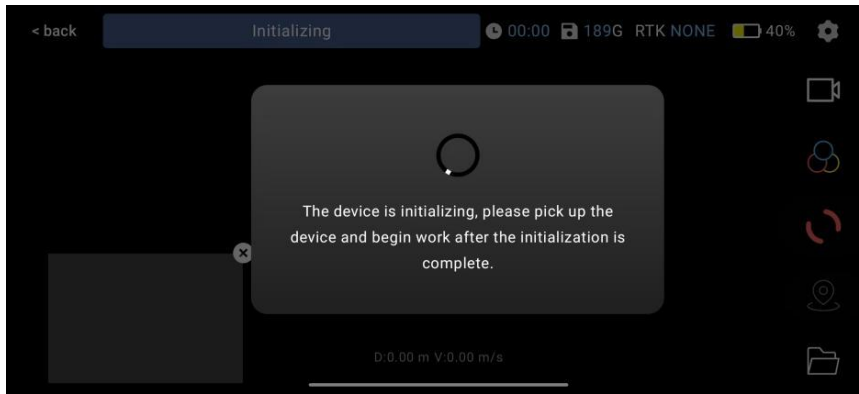 < back Initializing 00:00 189G RTK NONE 40%
The device is initializing, please pick up the
device and begin work after the initialization is
complete.
D:0.00 m V:0.00 m/s